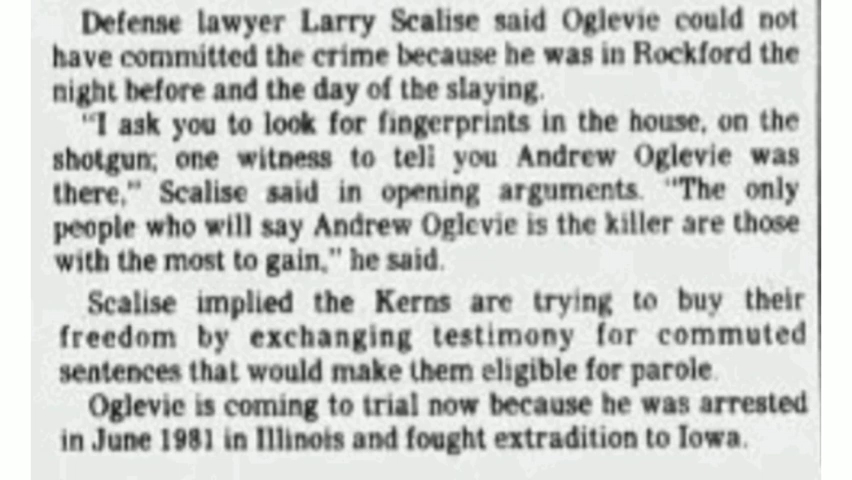 Defense lawyer Larry Scalise said Oglevie could not
have committed the crime because he was in Rockford the
night before and the day of the slaying.
"I ask you to look for fingerprints in the house, on the
shotgun; one witness to tell you Andrew Oglevie was
there," Scalise said in opening arguments. "The only
people who will say Andrew Oglevie is the killer are those
with the most to gain," he said.
Scalise implied the Kerns are trying to buy their
freedom by exchanging testimony for commuted
sentences that would make them eligible for parole.
Oglevie is coming to trial now because he was arrested
in June 1981 in Illinois and fought extradition to Iowa.